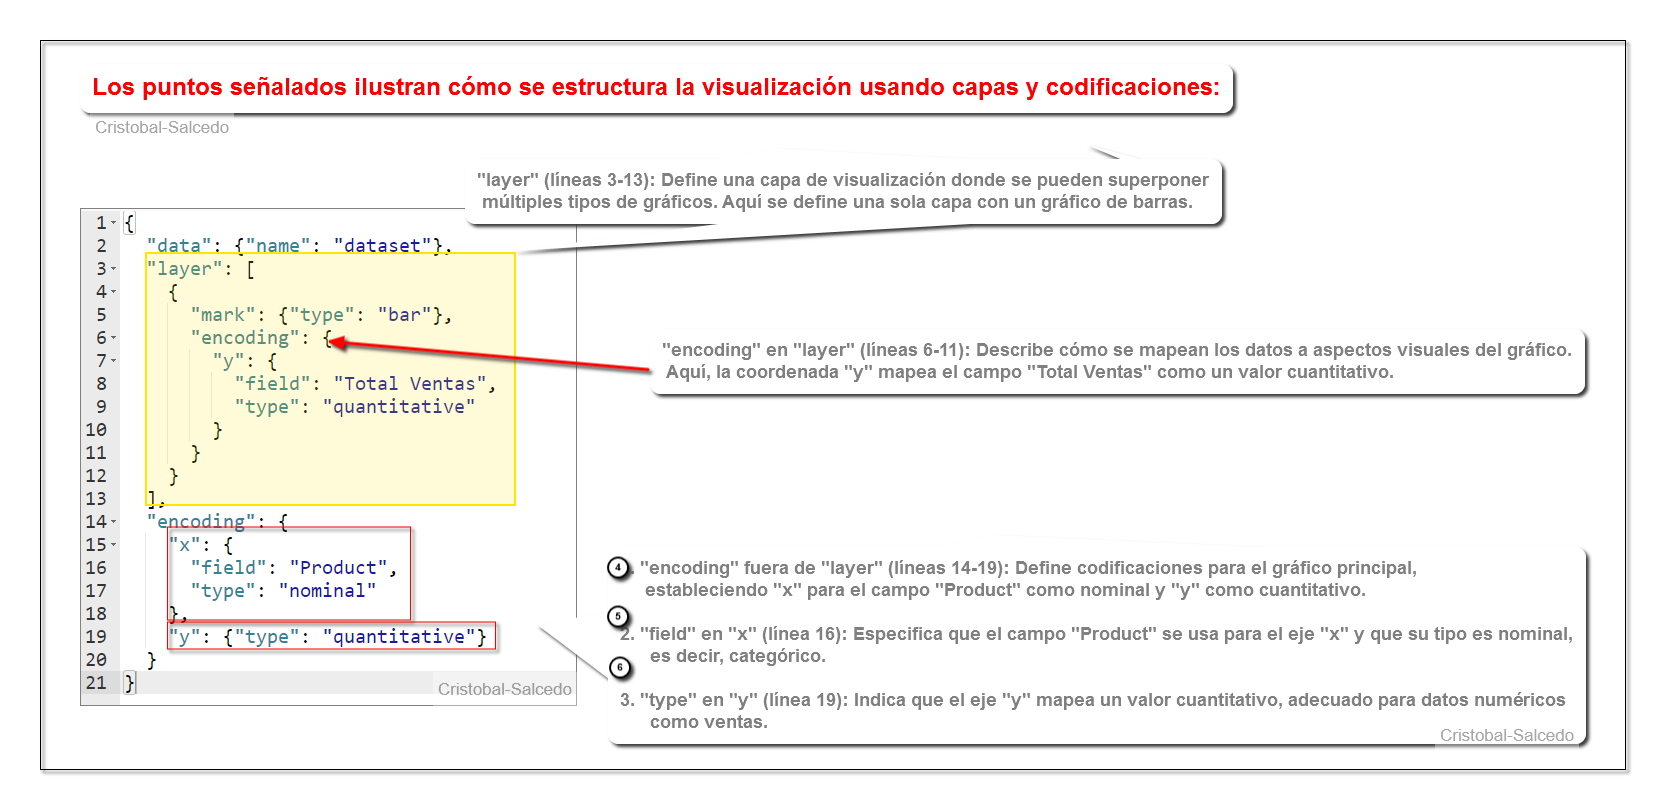 Los puntos señalados ilustran cómo se estructura la visualización usando capas y codificaciones:
Cristobal-Salcedo
"layer" (líneas 3-13): Define una capa de visualización donde se pueden superponer
múltiples tipos de gráficos. Aquí se define una sola capa con un gráfico de barras.
1 {
2 "data": {"name": "dataset"},
3 "layer": [
4 {
5 "mark": {"type": "bar"},
6 "encoding": {
7 "y": {
8 "field": "Total Ventas",
9 "type": "quantitative"
10 }
11 }
12 }
13 ],
14 "encoding": {
15 "x": {
16 "field": "Product",
17 "type": "nominal"
18 },
19 "y": {"type": "quantitative"}
20 }
21 }
Cristobal-Salcedo
"encoding" en "layer" (líneas 6-11): Describe cómo se mapean los datos a aspectos visuales del gráfico.
Aquí, la coordenada "y" mapea el campo "Total Ventas" como un valor cuantitativo.
4 . "encoding" fuera de "layer" (líneas 14-19): Define codificaciones para el gráfico principal,
estableciendo "x" para el campo "Product" como nominal y "y" como cuantitativo.
5
2. "field" en "x" (línea 16): Especifica que el campo "Product" se usa para el eje "x" y que su tipo es nominal,
es decir, categórico.
6
3. "type" en "y" (línea 19): Indica que el eje "y" mapea un valor cuantitativo, adecuado para datos numéricos
como ventas.
Cristobal-Salcedo